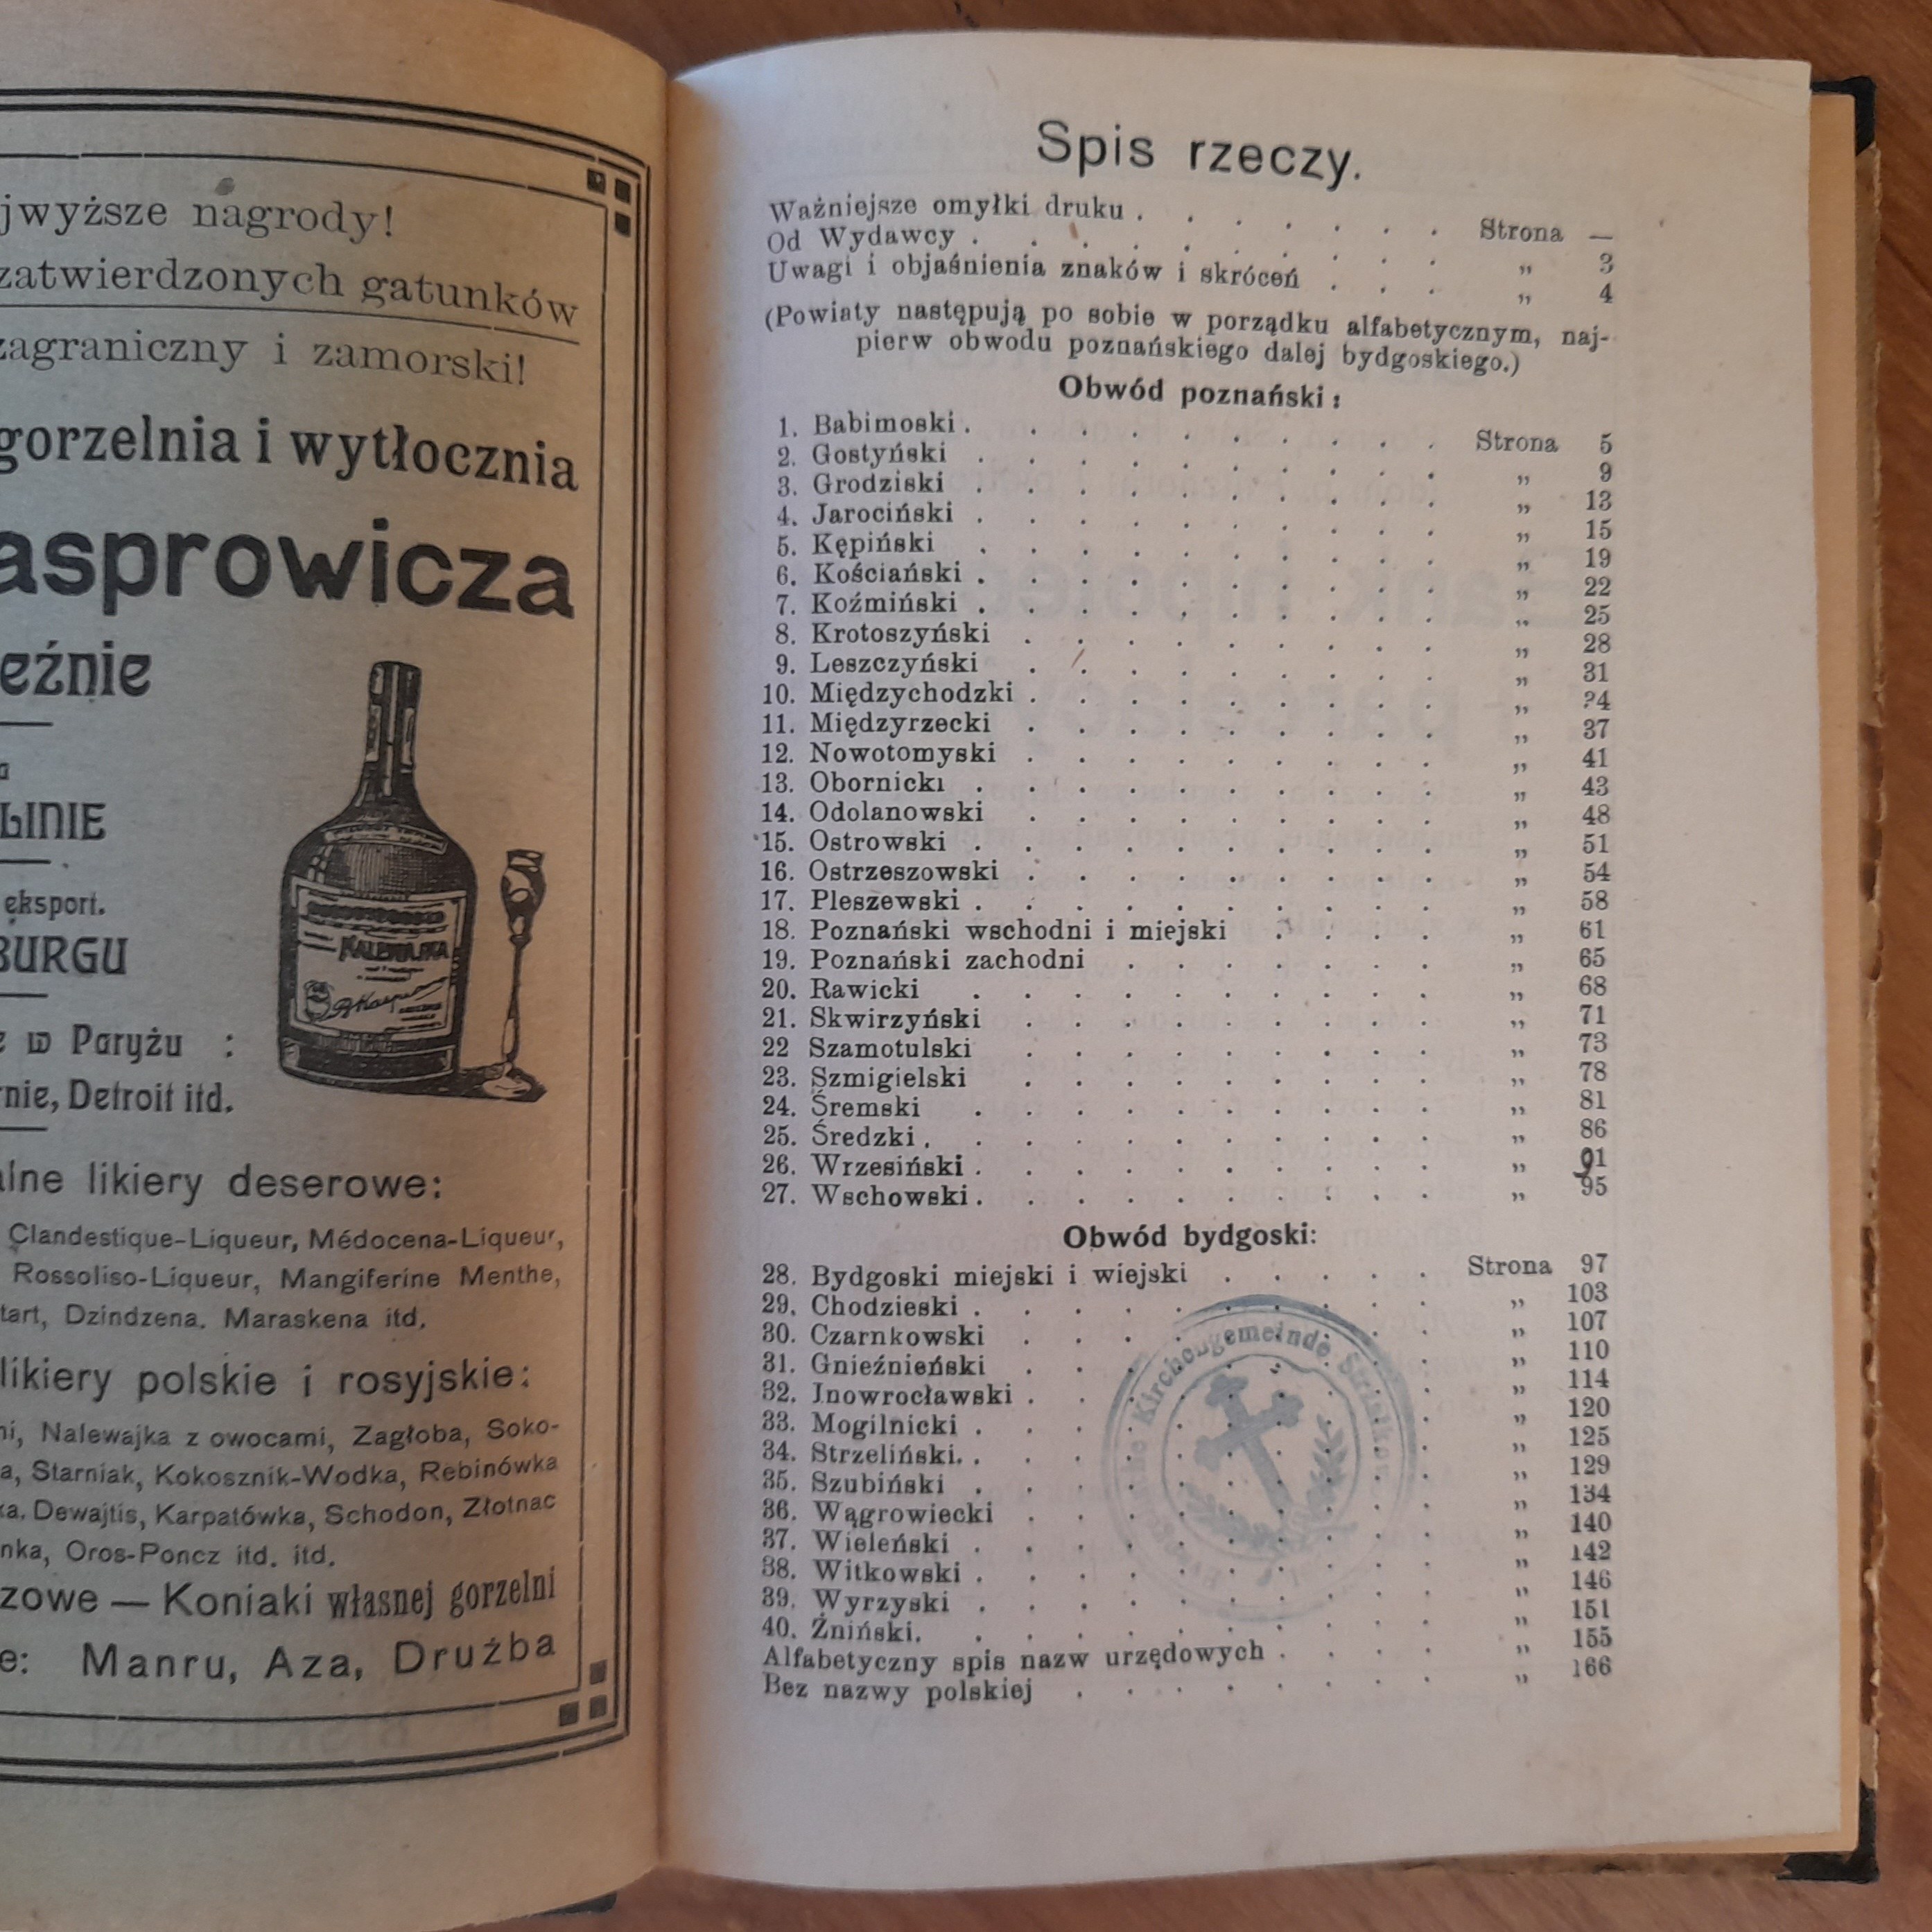 jwyższe nagrody!
zatwierdzonych gatunków
zagraniczny i zamorski!
gorzelnia i wytłocznia
asprowicza
eźnie
LINIE
eksport.
BURGU
w Paryżu :
nie, Detroit itd.
alne likiery deserowe:
Clandestique-Liqueur, Médocena-Liqueur,
Rossoliso-Liqueur, Mangiferine Menthe,
tart, Dzindzena. Maraskena itd,
likiery polskie i rosyjskie:
ni, Nalewajka z owocami, Zagłoba, Soko-
a, Starniak, Kokosznik-Wodka, Rebinówka
ka, Dewajtis, Karpatówka, Schodon, Złotnac
nka, Oros-Poncz itd. itd.
zowe — Koniaki własnej gorzelni
e: Manru, Aza, Drużba
NALEWAJKA
Spis rzeczy.
Ważniejsze omyłki druku . . . . . . . Strona —
Od Wydawcy . . . . . . . . . . „ 3
Uwagi i objaśnienia znaków i skróceń . . . „ 4
(Powiaty następują po sobie w porządku alfabetycznym, naj-
pierw obwodu poznańskiego dalej bydgoskiego.)
Obwód poznański:
1. Babimoski . . . . . . . . . . Strona 5
2. Gostyński . . . . . . . . . . „ 9
3. Grodziski . . . . . . . . . . „ 13
4. Jarociński . . . . . . . . . . „ 15
5. Kępiński . . . . . . . . . . „ 19
6. Kościański . . . . . . . . . . „ 22
7. Koźmiński . . . . . . . . . . „ 25
8. Krotoszyński . . . . . . . . . „ 28
9. Leszczyński . . . . . . . . . „ 31
10. Międzychodzki . . . . . . . . . „ 34
11. Międzyrzecki . . . . . . . . . „ 37
12. Nowotomyski . . . . . . . . . „ 41
13. Obornicki . . . . . . . . . . „ 43
14. Odolanowski . . . . . . . . . „ 48
15. Ostrowski . . . . . . . . . . „ 51
16. Ostrzeszowski . . . . . . . . . „ 54
17. Pleszewski . . . . . . . . . . „ 58
18. Poznański wschodni i miejski . . . . „ 61
19. Poznański zachodni . . . . . . . „ 65
20. Rawicki . . . . . . . . . . „ 68
21. Skwirzyński . . . . . . . . . „ 71
22 Szamotulski . . . . . . . . . „ 73
23. Szmigielski . . . . . . . . . „ 78
24. Śremski . . . . . . . . . . „ 81
25. Średzki . . . . . . . . . . . „ 86
26. Wrzesiński . . . . . . . . . . „ 91
27. Wschowski . . . . . . . . . . „ 95
Obwód bydgoski:
28. Bydgoski miejski i wiejski . . . . . Strona 97
29. Chodzieski . . . . . . . . . . „ 103
30. Czarnkowski . . . . . . . . . „ 107
31. Gnieźnieński . . . . . . . . . „ 110
32. Jnowrocławski . . . . . . . . . „ 114
33. Mogilnicki . . . . . . . . . . „ 120
34. Strzeliński. . . . . . . . . . . „ 125
35. Szubiński . . . . . . . . . . „ 129
36. Wągrowiecki . . . . . . . . . „ 134
37. Wieleński . . . . . . . . . . „ 140
38. Witkowski . . . . . . . . . . „ 142
39. Wyrzyski . . . . . . . . . . „ 146
40. Żniński. . . . . . . . . . . „ 151
Alfabetyczny spis nazw urzędowych . . . . „ 155
Bez nazwy polskiej . . . . . . . . „ 166
Kirchengemeinde